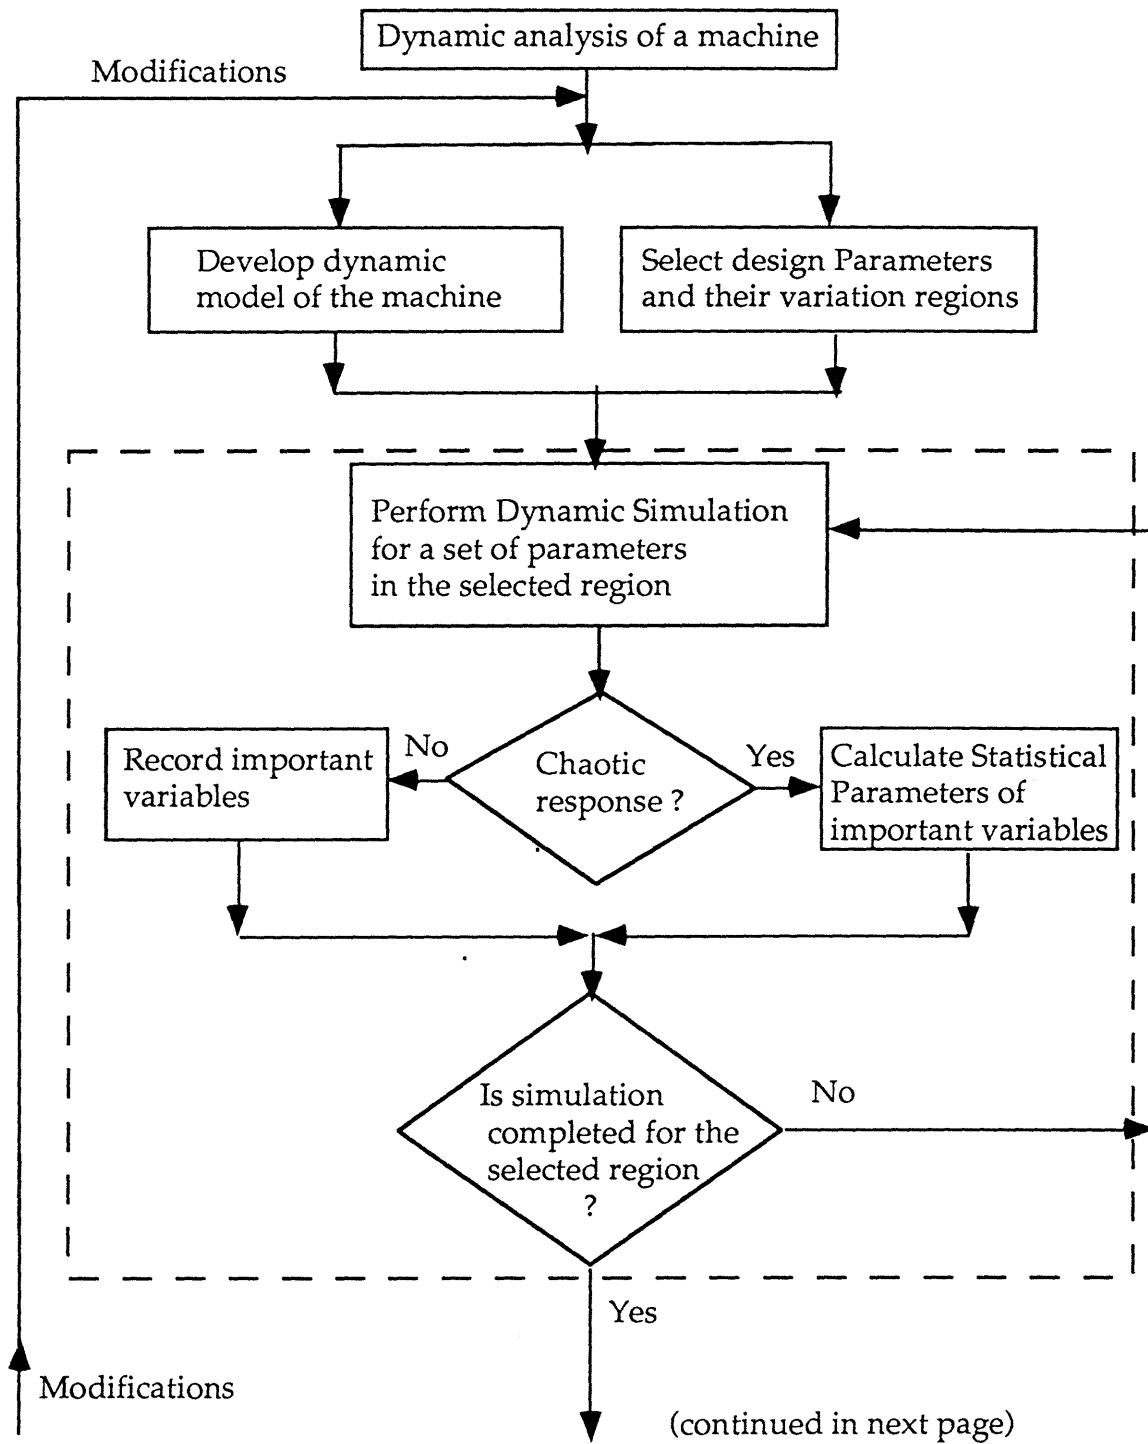 Dynamic analysis of a machine
Modifications
Develop dynamic
model of the machine
Select design Parameters
and their variation regions
Perform Dynamic Simulation
for a set of parameters
in the selected region
No
Chaotic
response ?
Yes
Record important
variables
Calculate Statistical
Parameters of
important variables
Is simulation
completed for the
selected region
?
No
Yes
Modifications
(continued in next page)